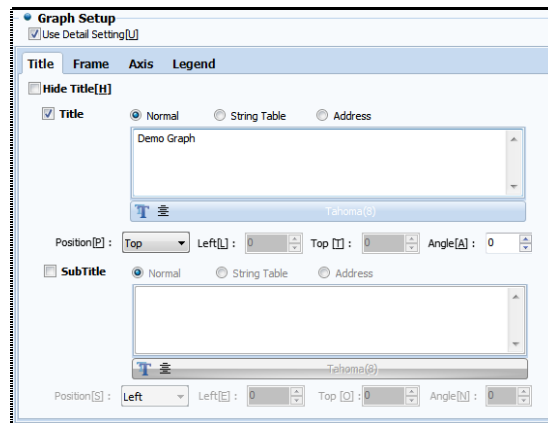 Graph Setup
Use Detail Setting[U]
Title Frame Axis Legend
Hide Title[H]
Title Normal String Table Address
Demo Graph
Tahoma(8)
Position[P] : Top Left[L] : 0 Top [T] : 0 Angle[A] : 0
SubTitle Normal String Table Address
Tahoma(8)
Position[S] : Left Left[E] : 0 Top [O] : 0 Angle[N] : 0